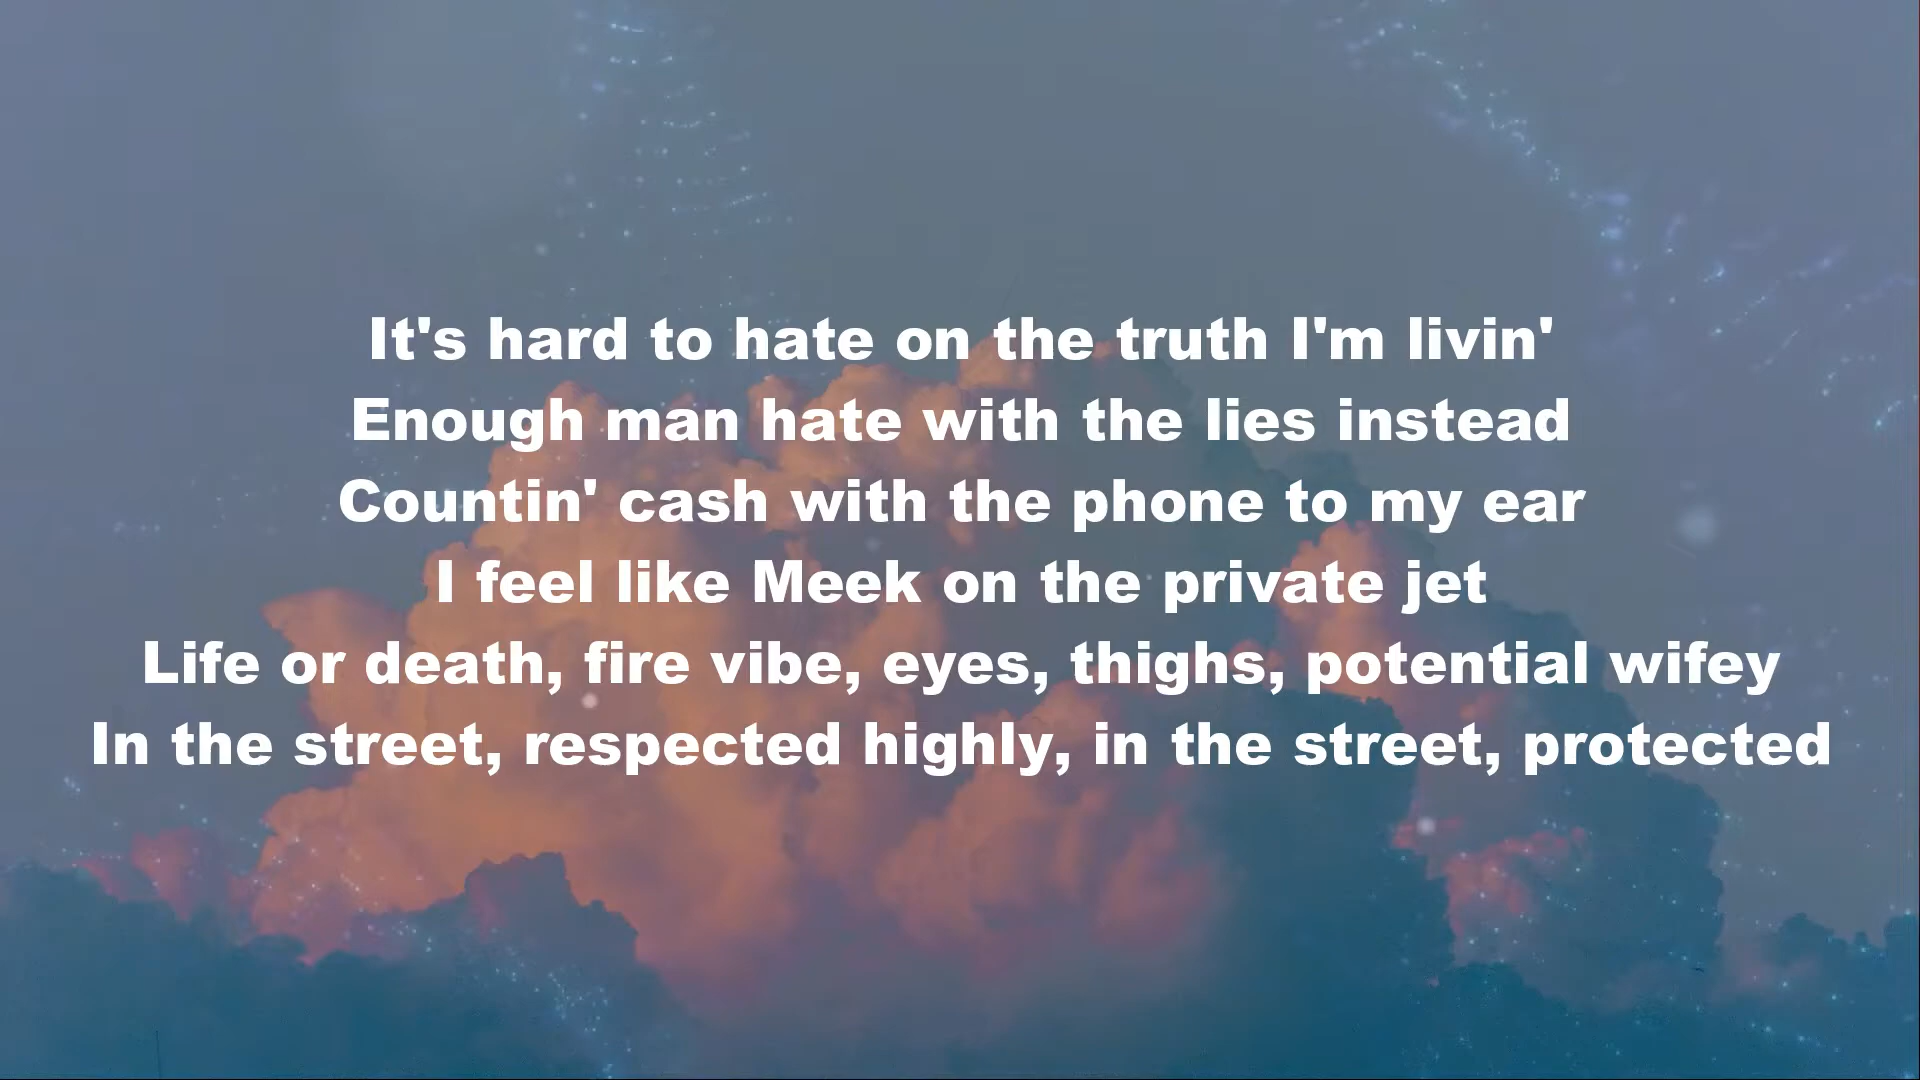 It's hard to hate on the truth I'm livin'
Enough man hate with the lies instead
Countin' cash with the phone to my ear
I feel like Meek on the private jet
Life or death, fire vibe, eyes, thighs, potential wifey
In the street, respected highly, in the street, protected